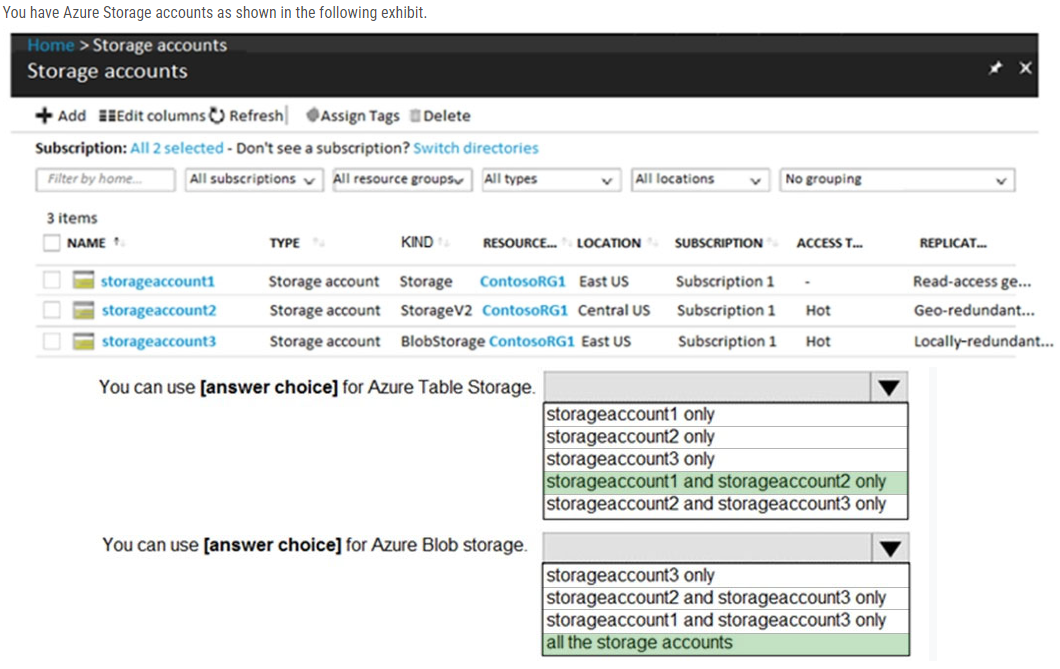 You have Azure Storage accounts as shown in the following exhibit.
Home > Storage accounts
Storage accounts
Add Edit columns Refresh Assign Tags Delete
Subscription: All 2 selected - Don't see a subscription? Switch directories
Filter by home... All subscriptions All resource groups All types All locations No grouping
3 items
NAME TYPE KIND RESOURCE... LOCATION SUBSCRIPTION ACCESS T... REPLICAT...
storageaccount1 Storage account Storage ContosoRG1 East US Subscription 1 - Read-access ge...
storageaccount2 Storage account StorageV2 ContosoRG1 Central US Subscription 1 Hot Geo-redundant...
storageaccount3 Storage account BlobStorage ContosoRG1 East US Subscription 1 Hot Locally-redundant...
You can use [answer choice] for Azure Table Storage.
storageaccount1 only
storageaccount2 only
storageaccount3 only
storageaccount1 and storageaccount2 only
storageaccount2 and storageaccount3 only
You can use [answer choice] for Azure Blob storage.
storageaccount3 only
storageaccount2 and storageaccount3 only
storageaccount1 and storageaccount3 only
all the storage accounts